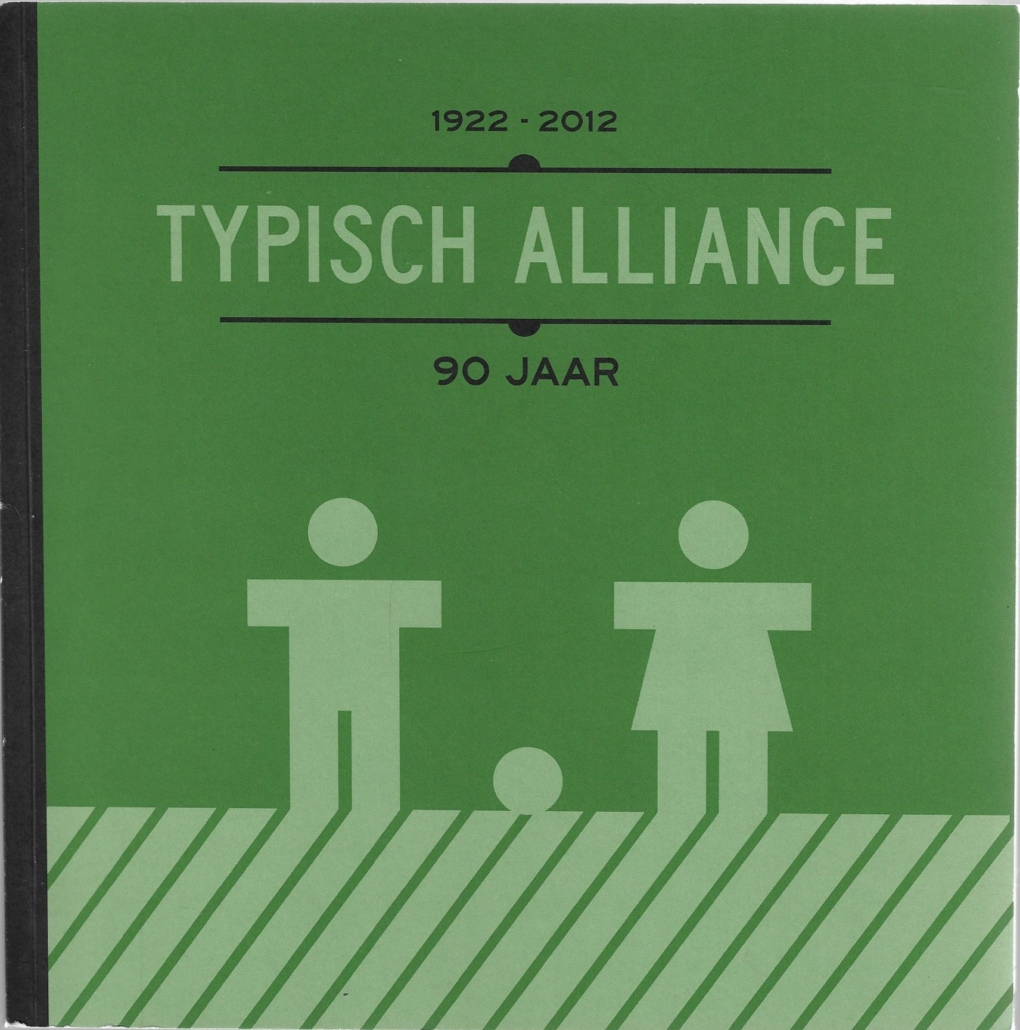 1922 - 2012
TYPISCH ALLIANCE
90 JAAR